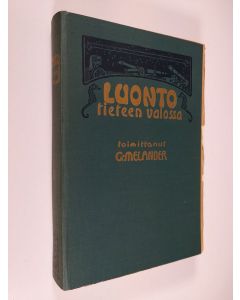 LUONTO
tieteen valossa
toimittanut
G. MELANDER